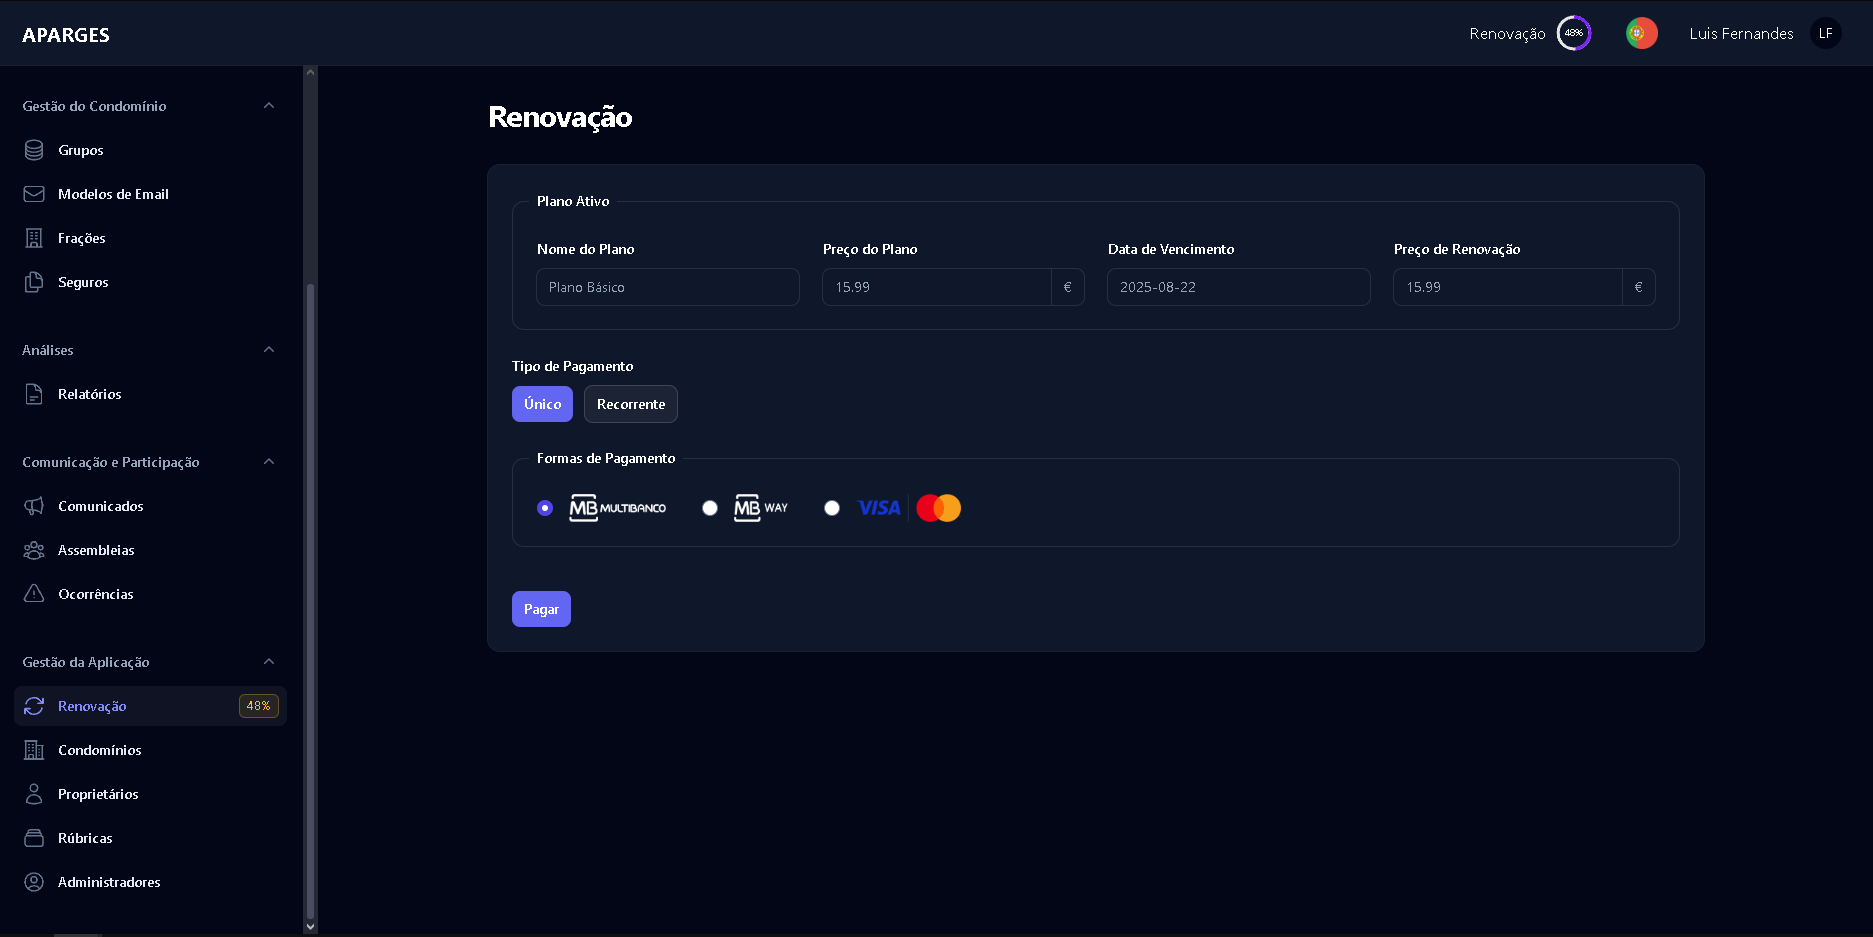 APARGES
Renovação 48% Luis Fernandes LF
Gestão do Condomínio
Grupos
Modelos de Email
Frações
Seguros
Análises
Relatórios
Comunicação e Participação
Comunicados
Assembleias
Ocorrências
Gestão da Aplicação
Renovação 48%
Condomínios
Proprietários
Rúbricas
Administradores
Renovação
Plano Ativo
Nome do Plano Preço do Plano Data de Vencimento Preço de Renovação
Plano Básico 15.99 € 2025-08-22 15.99 €
Tipo de Pagamento
Único Recorrente
Formas de Pagamento
MB MULTIBANCO MB WAY VISA
Pagar